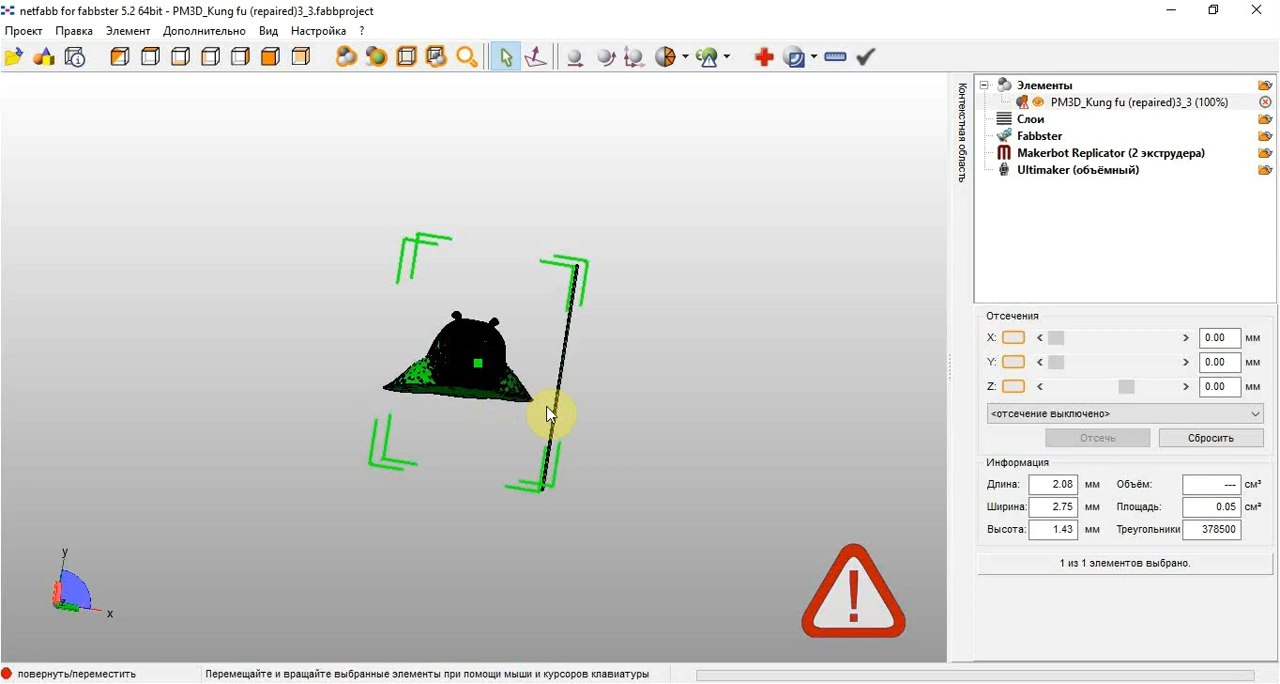 netfabb for fabbster 5.2 64bit - PM3D_Kung fu (repaired)3_3.fabbproject
Проект Правка Элемент Дополнительно Вид Настройка ?
Контекстная область
Элементы
PM3D_Kung fu (repaired)3_3 (100%)
Слои
Fabbster
Makerbot Replicator (2 экструдера)
Ultimaker (объёмный)
Отсечения
X: < > 0.00 мм
Y: < > 0.00 мм
Z: < > 0.00 мм
<отсечение выключено>
Отсечь Сбросить
Информация
Длина: 2.08 мм Объём: --- см³
Ширина: 2.75 мм Площадь: 0.05 см²
Высота: 1.43 мм Треугольники 378500
1 из 1 элементов выбрано.
y
z
x
!
повернуть/переместить Перемещайте и вращайте выбранные элементы при помощи мыши и курсоров клавиатуры